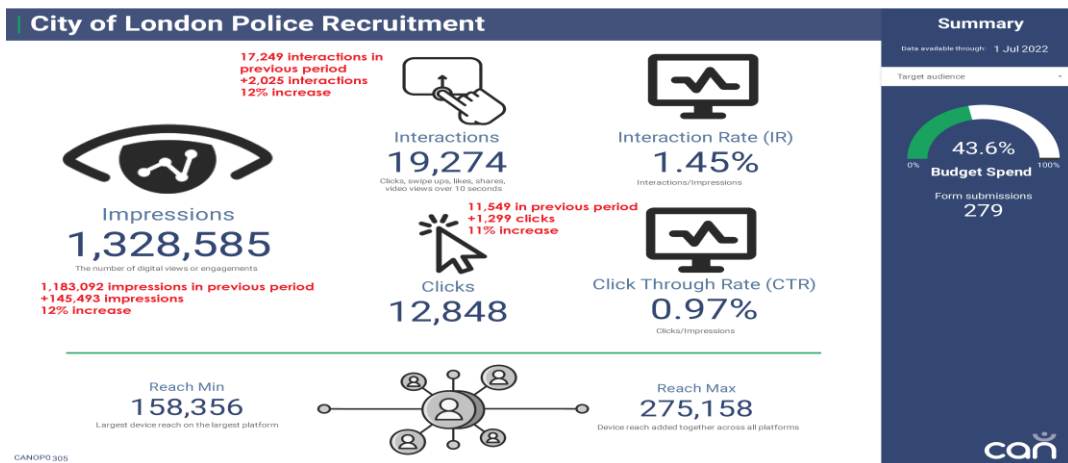 City of London Police Recruitment
17,249 interactions in
previous period
+2,025 interactions
12% increase
Interactions
19,274
Clicks, swipe ups, likes, shares,
video views over 10 seconds
Interaction Rate (IR)
1.45%
Interactions/Impressions
Impressions
1,328,585
The number of digital views or engagements
1,183,092 impressions in previous period
+145,493 impressions
12% increase
11,549 in previous period
+1,299 clicks
11% increase
Clicks
12,848
Click Through Rate (CTR)
0.97%
Clicks/Impressions
Reach Min
158,356
Largest device reach on the largest platform
Reach Max
275,158
Device reach added together across all platforms
CANOP0305
Summary
Data available through: 1 Jul 2022
Target audience
43.6%
0% 100%
Budget Spend
Form submissions
279
can